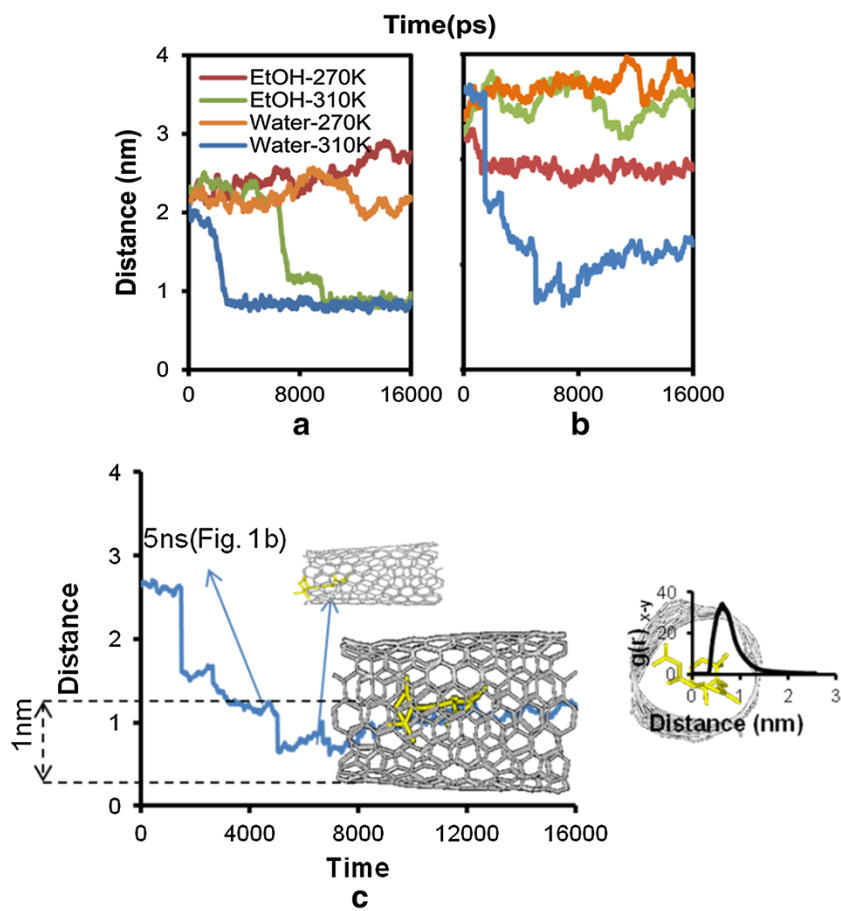 Time(ps)
4
3
2
1
0
Distance (nm)
EtOH-270K
EtOH-310K
Water-270K
Water-310K
0
8000
16000
0
8000
16000
a
b
4
3
2
1
0
Distance
1nm
5ns(Fig. 1b)
0
4000
8000
12000
16000
Time
c
40
20
0
g(r) x-y
0
1
2
3
Distance (nm)